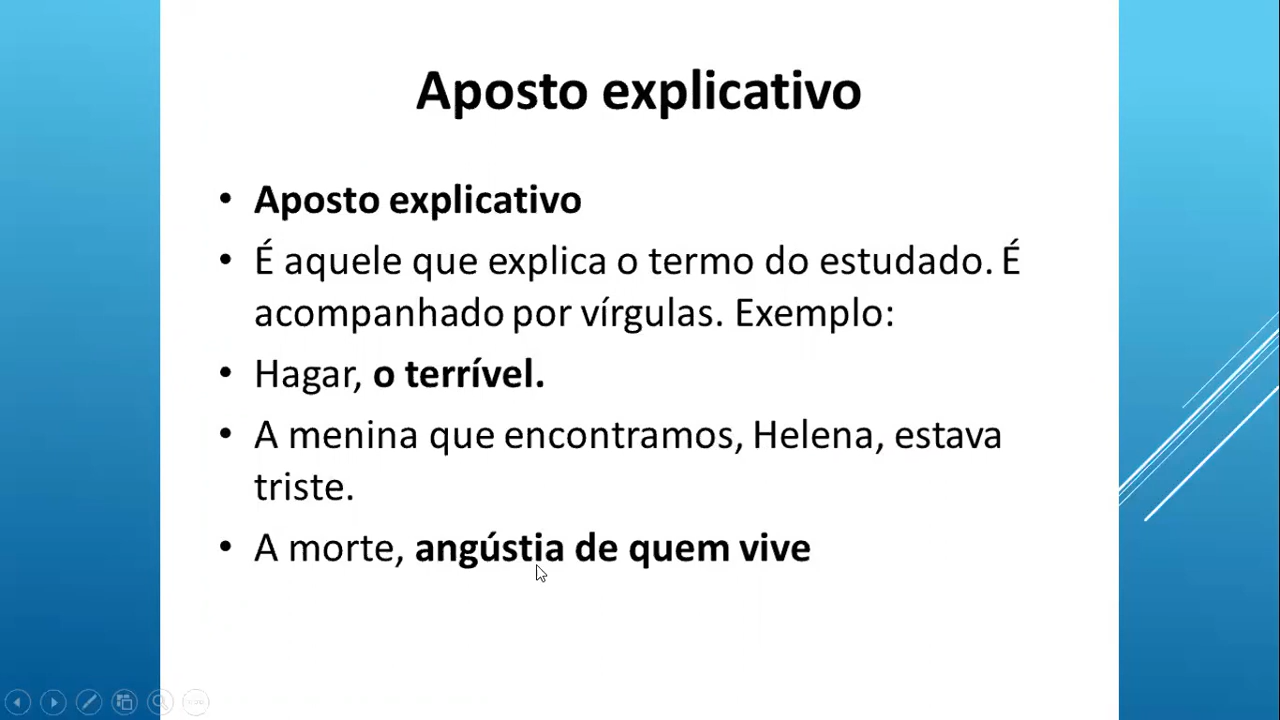 Aposto explicativo
• Aposto explicativo
• É aquele que explica o termo do estudado. É
acompanhado por vírgulas. Exemplo:
• Hagar, o terrível.
• A menina que encontramos, Helena, estava
triste.
• A morte, angústia de quem vive